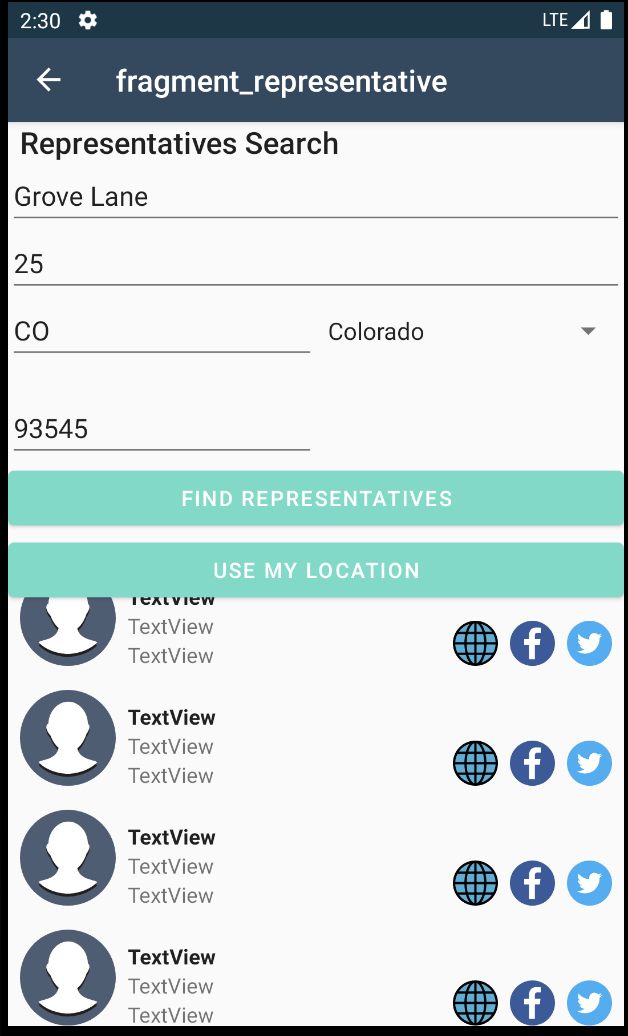 2:30 LTE
fragment_representative
Representatives Search
Grove Lane
25
CO Colorado
93545
FIND REPRESENTATIVES
USE MY LOCATION
TextView
TextView
TextView
TextView
TextView
TextView
TextView
TextView
TextView
TextView
TextView
TextView